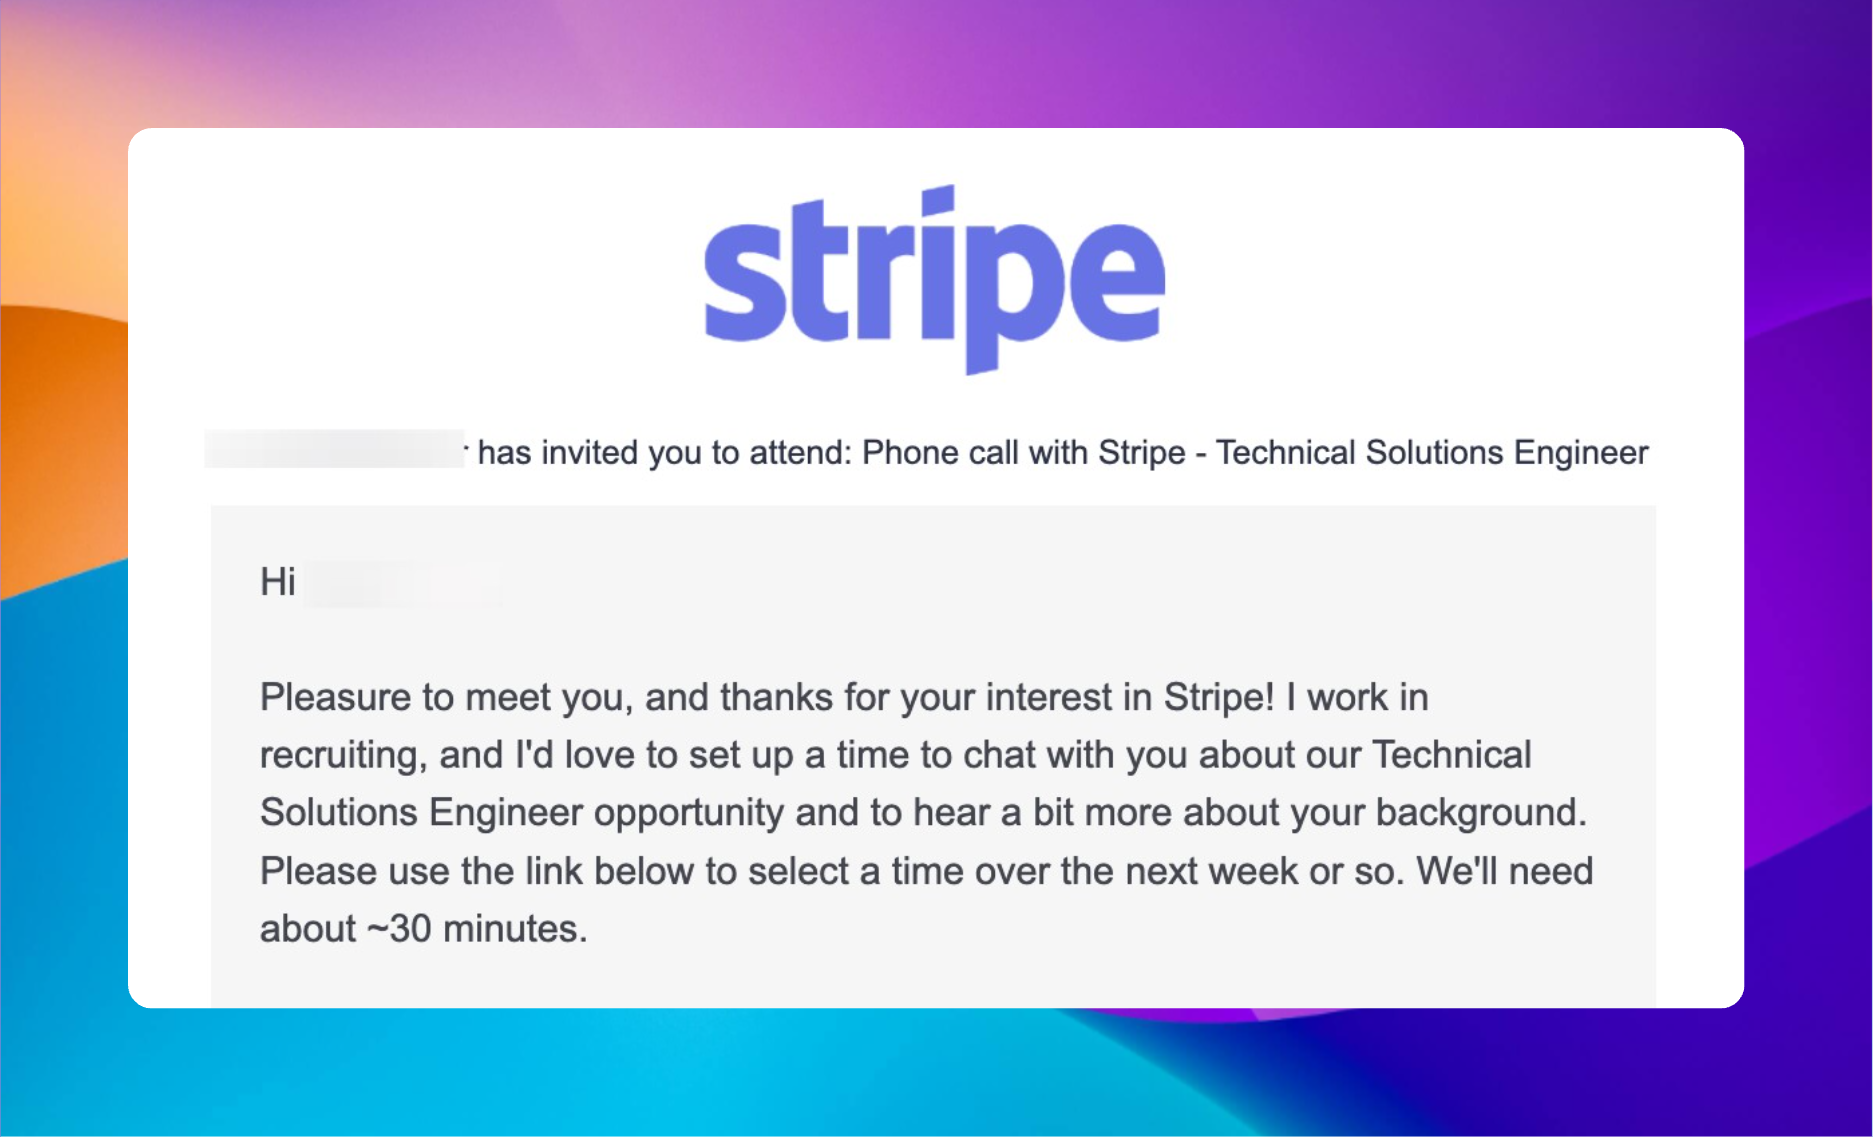 stripe
has invited you to attend: Phone call with Stripe - Technical Solutions Engineer
Hi
Pleasure to meet you, and thanks for your interest in Stripe! I work in
recruiting, and I'd love to set up a time to chat with you about our Technical
Solutions Engineer opportunity and to hear a bit more about your background.
Please use the link below to select a time over the next week or so. We'll need
about ~30 minutes.